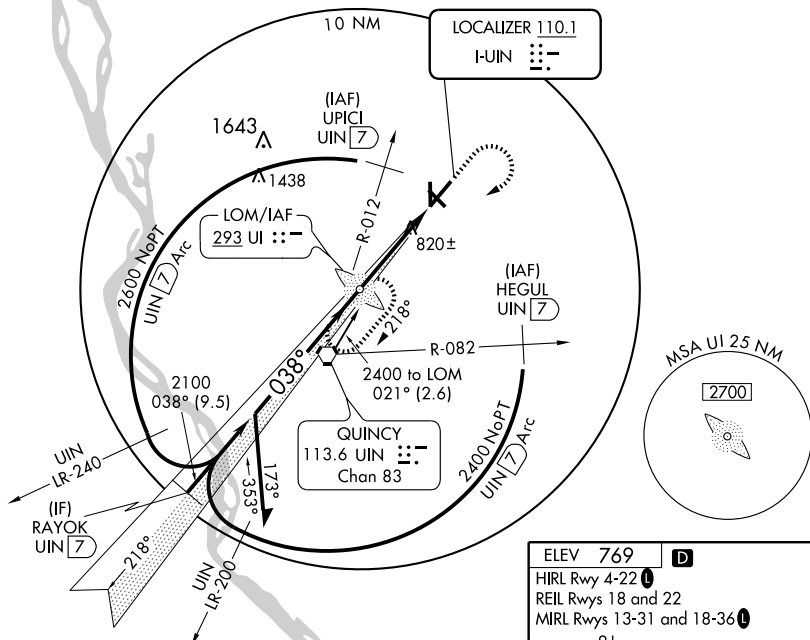 10 NM
LOCALIZER 110.1
I-UIN
(IAF)
UPICI
UIN 7
1643
1438
R-012
LOM/IAF
293 UI
820±
2600 NoPT
UIN 7 Arc
(IAF)
HEGUL
UIN 7
218°
R-082
MSA UI 25 NM
2700
038°
2400 to LOM
021° (2.6)
2100
038° (9.5)
QUINCY
113.6 UIN
Chan 83
2400 NoPT
UIN 7 Arc
UIN
LR-240
173°
353°
(IF)
RAYOK
UIN 7
218°
UIN
LR-200
ELEV 769 D
HIRL Rwy 4-22 L
REIL Rwys 18 and 22
MIRL Rwys 13-31 and 18-36 L